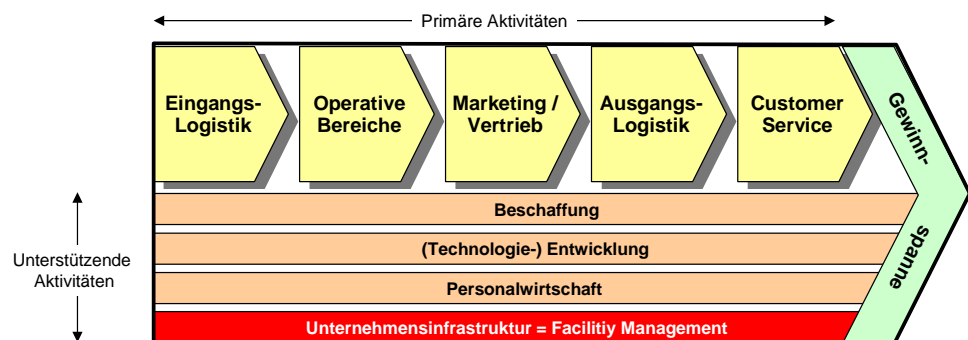 Primäre Aktivitäten
Eingangs-
Logistik
Operative
Bereiche
Marketing /
Vertrieb
Ausgangs-
Logistik
Customer
Service
Gewinn-
spanne
Unterstützende
Aktivitäten
Beschaffung
(Technologie-) Entwicklung
Personalwirtschaft
Unternehmensinfrastruktur = Facilitiy Management